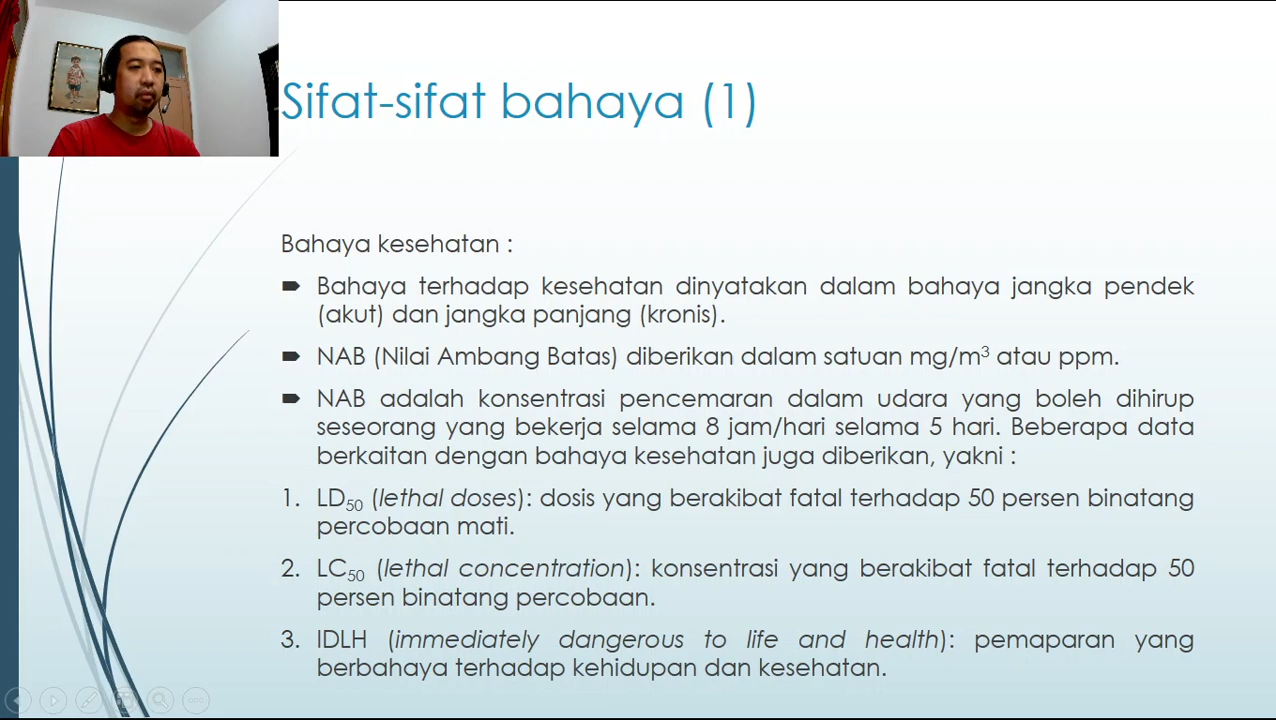 Sifat-sifat bahaya (1)
Bahaya kesehatan :
Bahaya terhadap kesehatan dinyatakan dalam bahaya jangka pendek
(akut) dan jangka panjang (kronis).
NAB (Nilai Ambang Batas) diberikan dalam satuan mg/m³ atau ppm.
NAB adalah konsentrasi pencemaran dalam udara yang boleh dihirup
seseorang yang bekerja selama 8 jam/hari selama 5 hari. Beberapa data
berkaitan dengan bahaya kesehatan juga diberikan, yakni :
1. LD₅₀ (lethal doses): dosis yang berakibat fatal terhadap 50 persen binatang
percobaan mati.
2. LC₅₀ (lethal concentration): konsentrasi yang berakibat fatal terhadap 50
persen binatang percobaan.
3. IDLH (immediately dangerous to life and health): pemaparan yang
berbahaya terhadap kehidupan dan kesehatan.